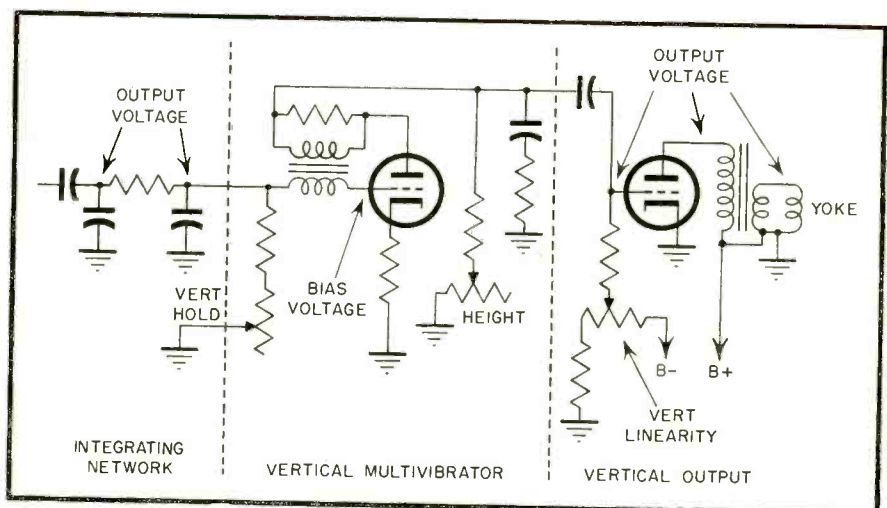 OUTPUT
VOLTAGE
VERT
HOLD
INTEGRATING
NETWORK
BIAS
VOLTAGE
HEIGHT
VERTICAL MULTIVIBRATOR
OUTPUT
VOLTAGE
YOKE
B-
B+
VERT
LINEARITY
VERTICAL OUTPUT